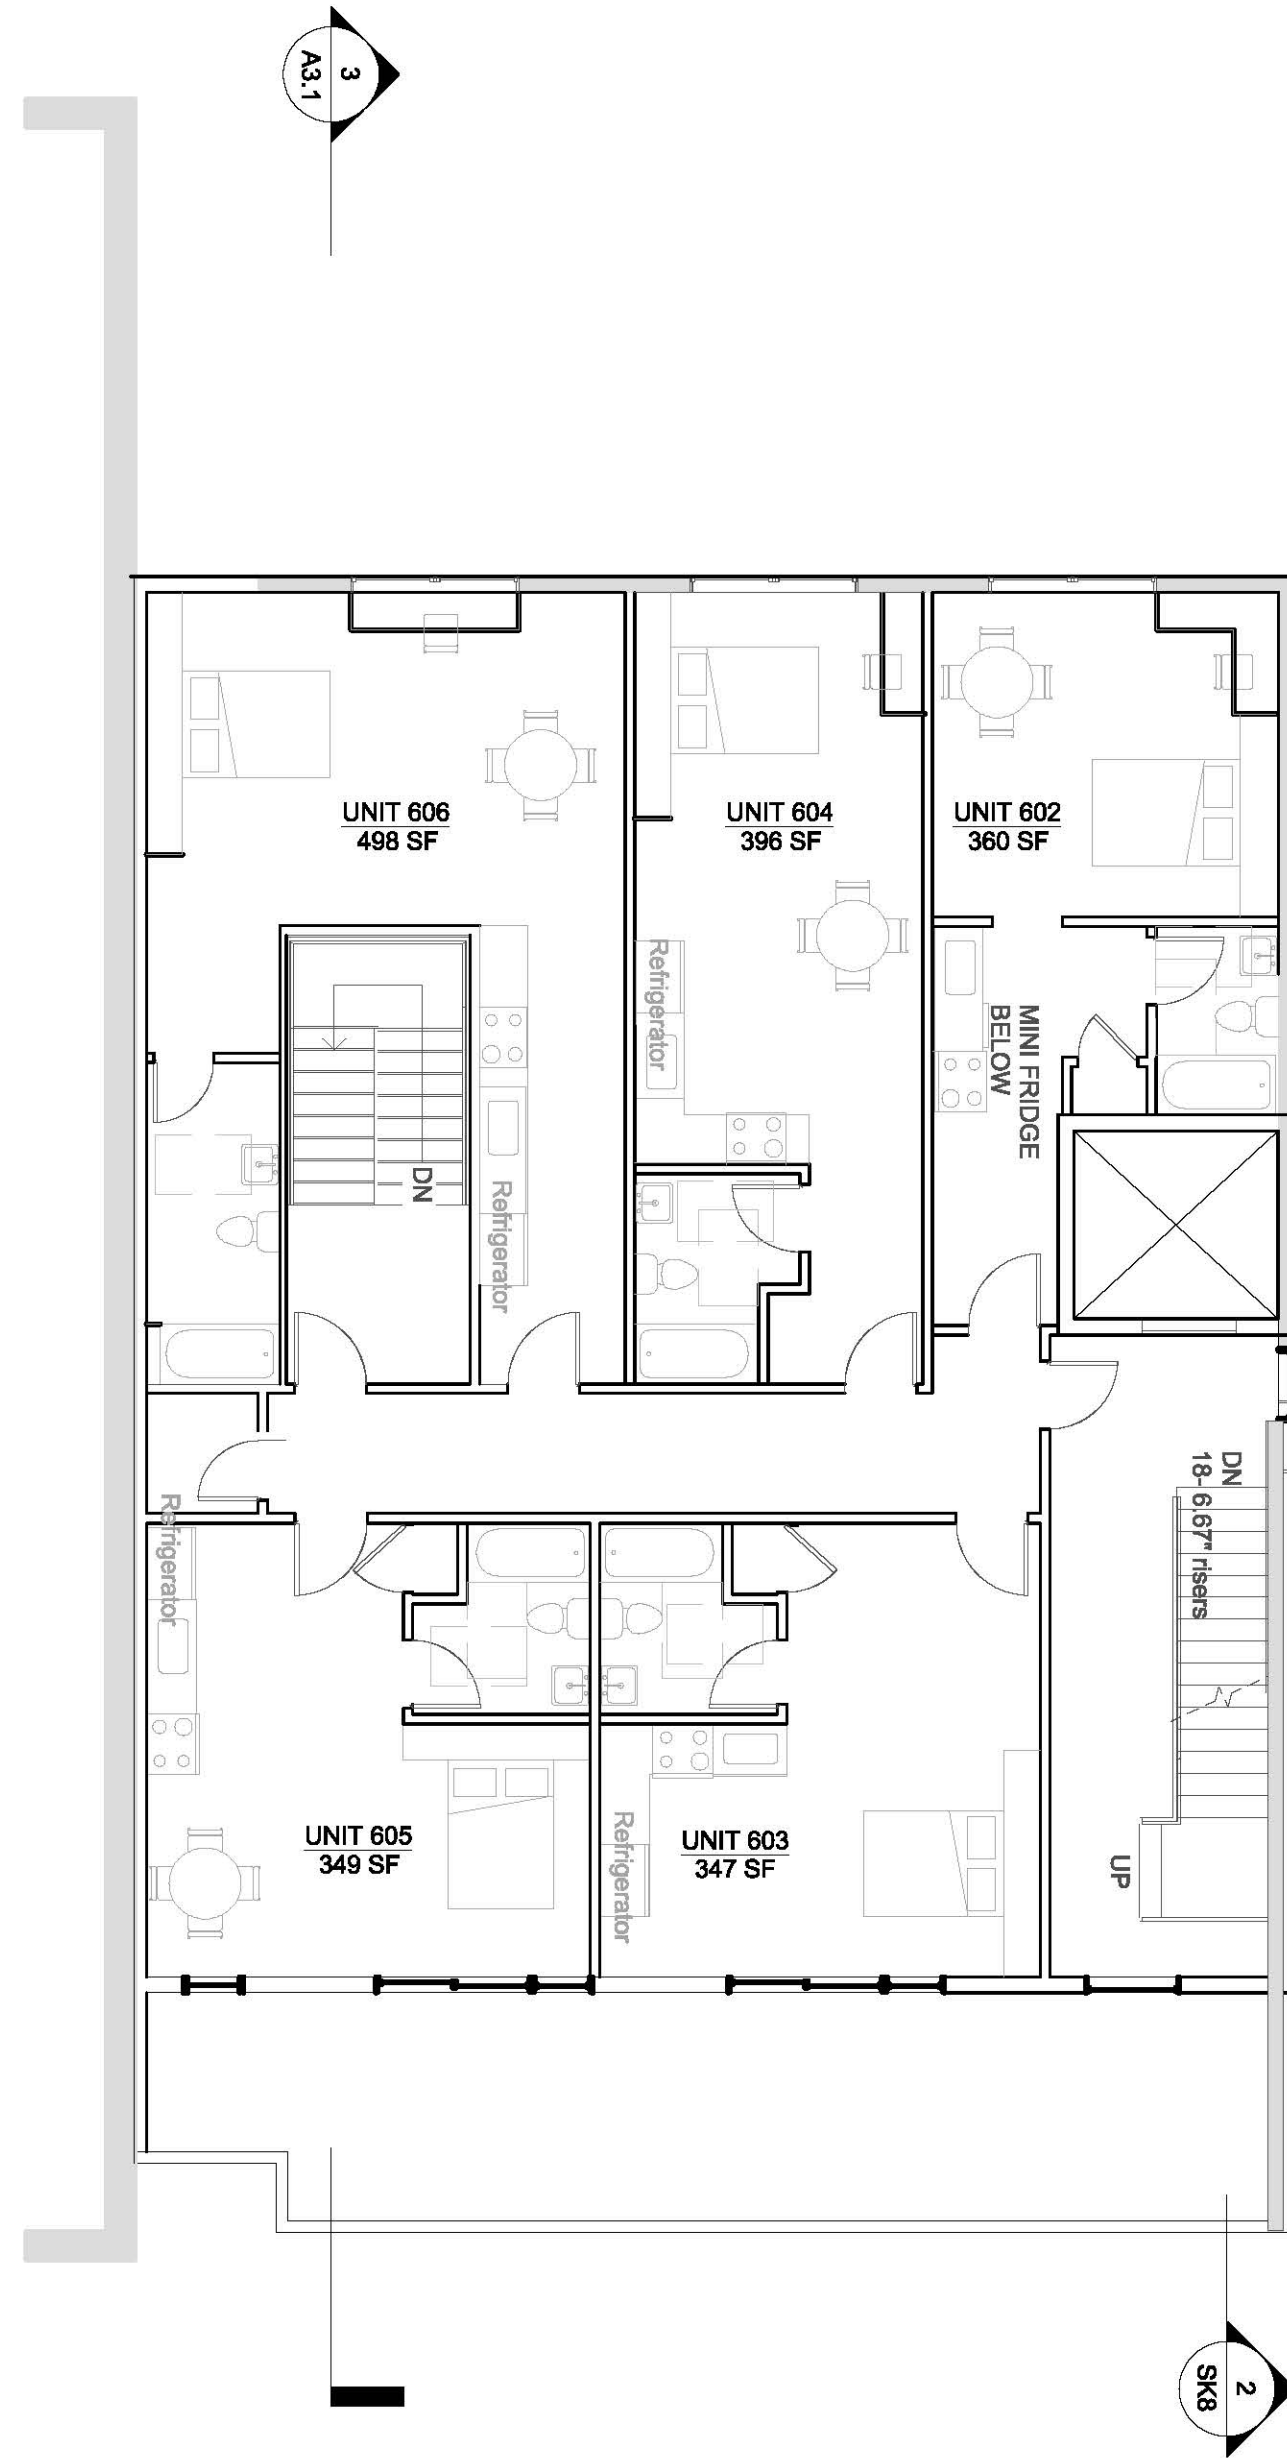 3
A3.1
UNIT 606
498 SF
UNIT 604
396 SF
UNIT 602
360 SF
Refrigerator
MINI FRIDGE
BELOW
DN
Refrigerator
DN
18- 6.67" risers
Refrigerator
UNIT 605
349 SF
Refrigerator
UNIT 603
347 SF
UP
2
SK8